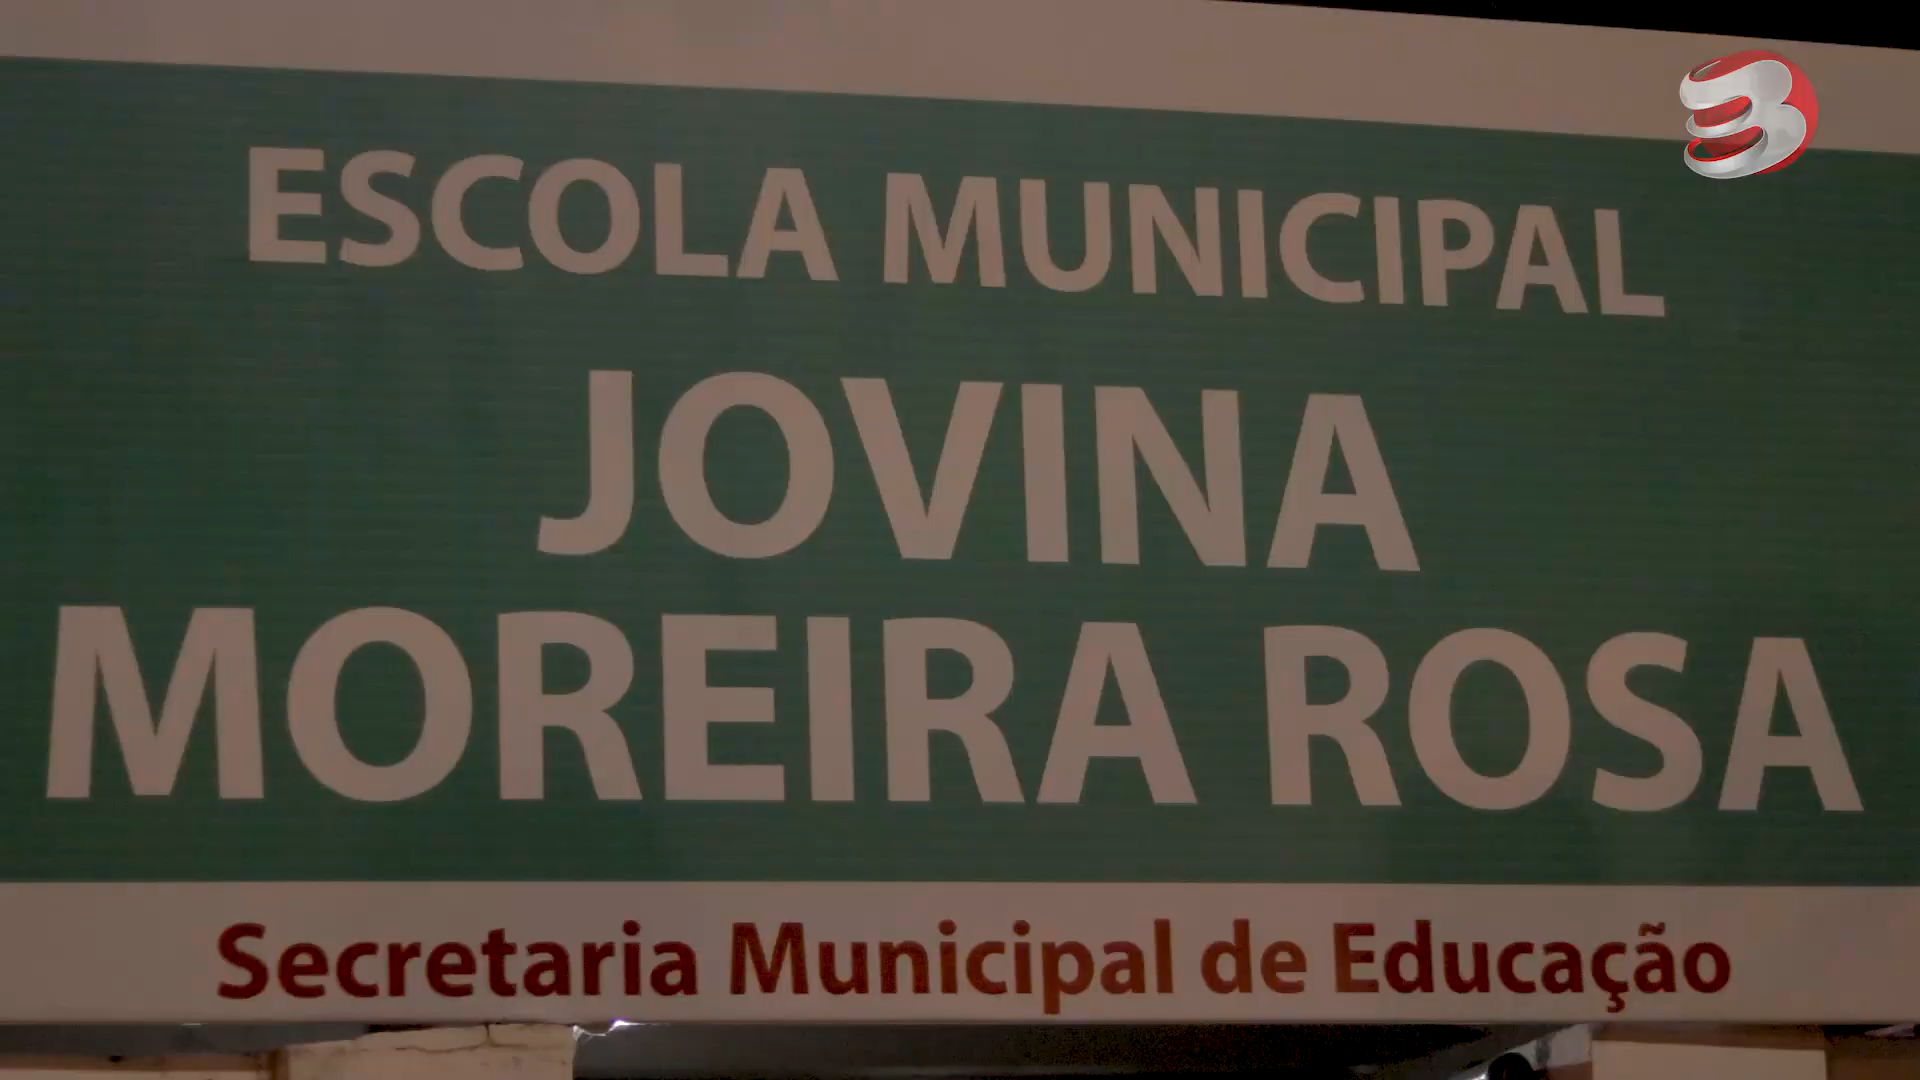 ESCOLA MUNICIPAL
JOVINA
MOREIRA ROSA
Secretaria Municipal de Educação